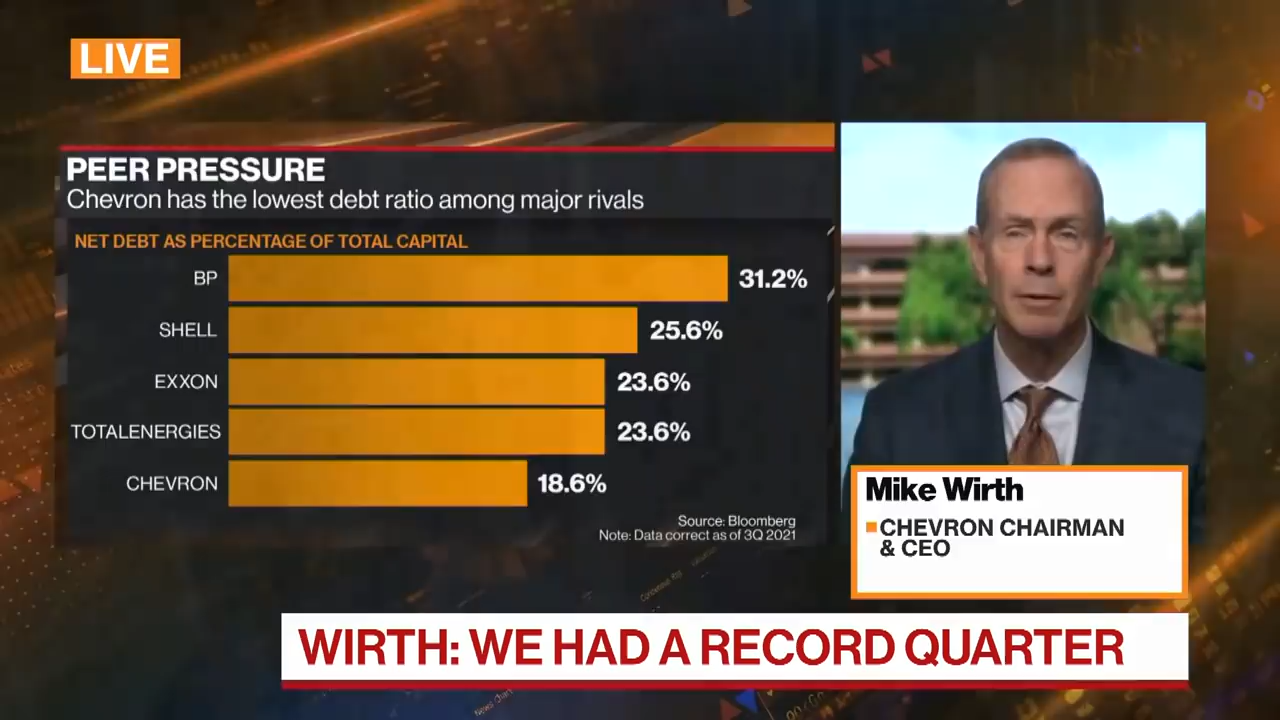 LIVE
PEER PRESSURE
Chevron has the lowest debt ratio among major rivals
NET DEBT AS PERCENTAGE OF TOTAL CAPITAL
BP 31.2%
SHELL 25.6%
EXXON 23.6%
TOTALENERGIES 23.6%
CHEVRON 18.6%
Source: Bloomberg
Note: Data correct as of 3Q 2021
Mike Wirth
CHEVRON CHAIRMAN
& CEO
WIRTH: WE HAD A RECORD QUARTER